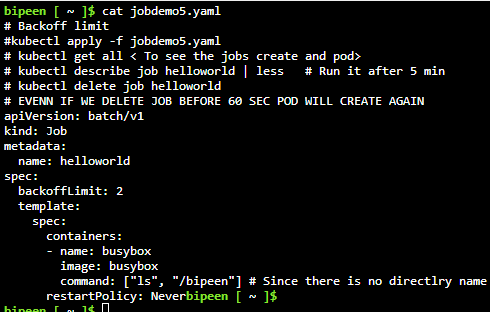 bipeen [ ~ ]$ cat jobdemo5.yaml
# Backoff limit
#kubectl apply -f jobdemo5.yaml
# kubectl get all < To see the jobs create and pod>
# kubectl describe job helloworld | less   # Run it after 5 min
# kubectl delete job helloworld
# EVENN IF WE DELETE JOB BEFORE 60 SEC POD WILL CREATE AGAIN
apiVersion: batch/v1
kind: Job
metadata:
  name: helloworld
spec:
  backoffLimit: 2
  template:
    spec:
      containers:
      - name: busybox
        image: busybox
        command: ["ls", "/bipeen"] # Since there is no directlry name
      restartPolicy: Neverbipeen [ ~ ]$
bipeen [ ~ ]$